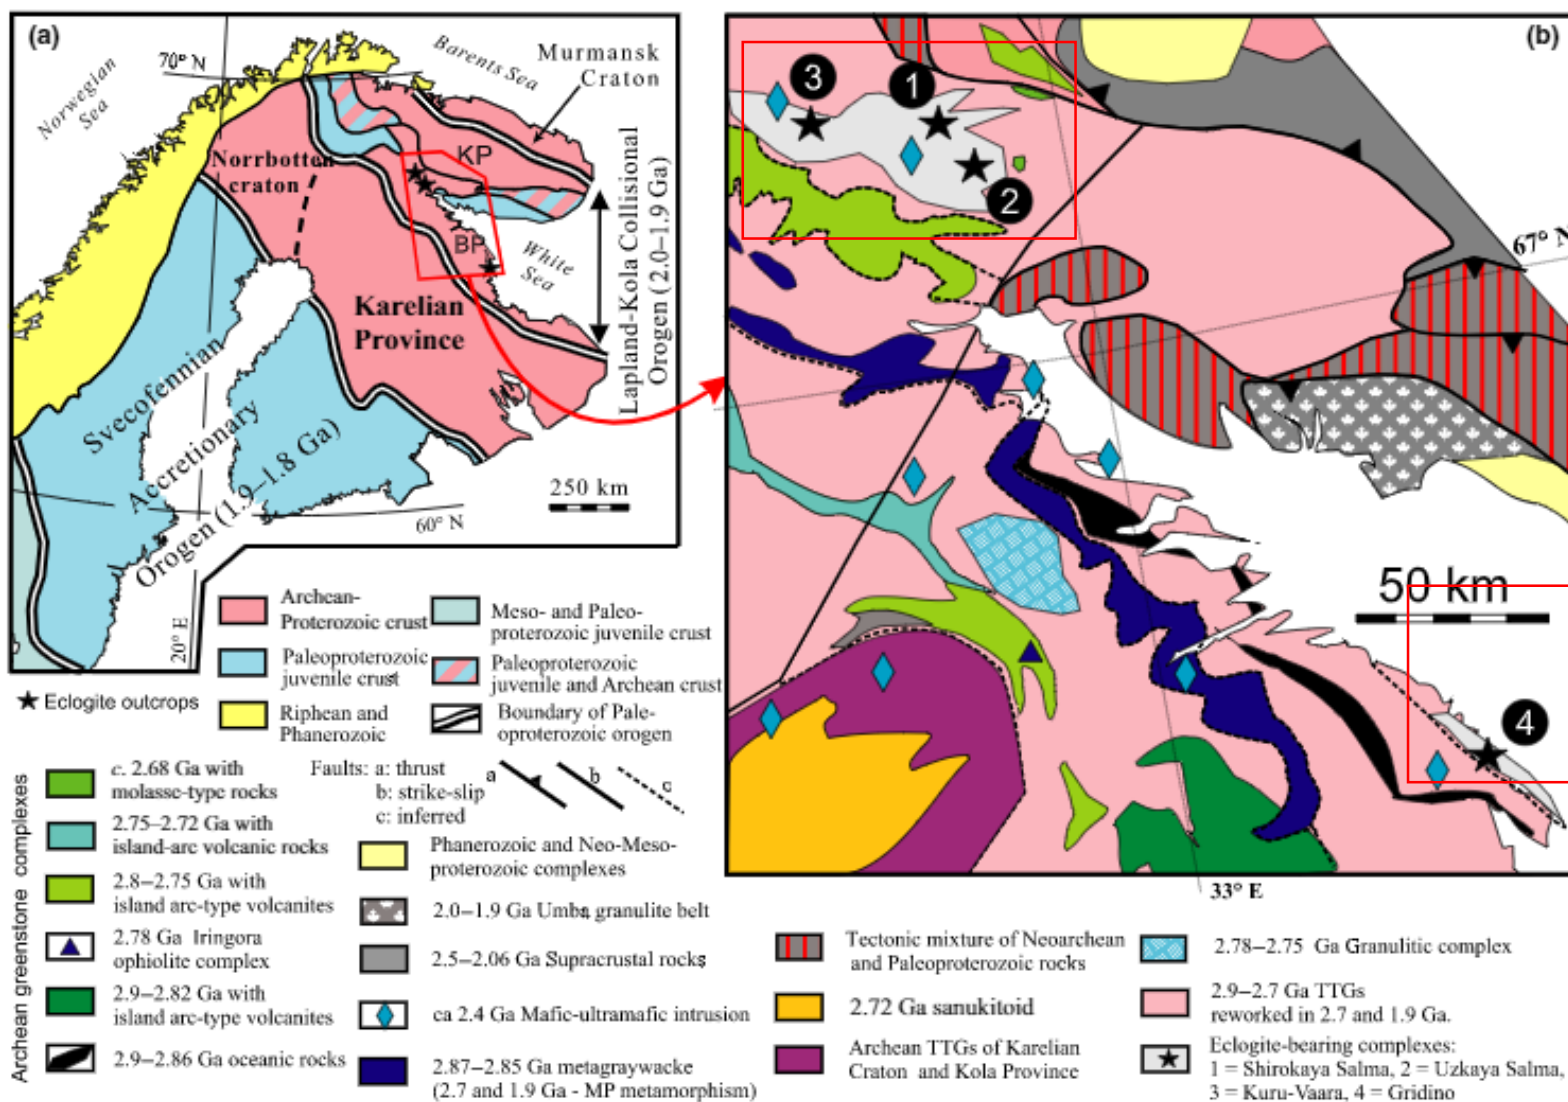 (a)
Norwegian
Sea
70° N
Barents Sea
Murmansk
Craton
Norrbotten
craton
KP
BP
White
Sea
Karelian
Province
Lapland-Kola Collisional
Orogen (2.0–1.9 Ga)
Svecofennian
Accretionary
Orogen (1.9–1.8 Ga)
250 km
60° N
20° E
Archean-
Proterozoic crust
Paleoproterozoic
juvenile crust
Riphean and
Phanerozoic
Meso- and Paleo-
proterozoic juvenile crust
Paleoproterozoic
juvenile and Archean crust
Boundary of Pale-
oproterozoic orogen
Eclogite outcrops
Faults: a: thrust
b: strike-slip
c: inferred
a
b
c
Archean greenstone complexes
c. 2.68 Ga with
molasse-type rocks
2.75–2.72 Ga with
island-arc volcanic rocks
2.8–2.75 Ga with
island arc-type volcanites
2.78 Ga Iringora
ophiolite complex
2.9–2.82 Ga with
island arc-type volcanites
2.9–2.86 Ga oceanic rocks
Phanerozoic and Neo-Meso-
proterozoic complexes
2.0–1.9 Ga Umba granulite belt
2.5–2.06 Ga Supracrustal rocks
ca 2.4 Ga Mafic-ultramafic intrusion
2.87–2.85 Ga metagraywacke
(2.7 and 1.9 Ga - MP metamorphism)
(b)
3
1
2
67° N
50 km
4
33° E
Tectonic mixture of Neoarchean
and Paleoproterozoic rocks
2.72 Ga sanukitoid
Archean TTGs of Karelian
Craton and Kola Province
2.78–2.75 Ga Granulitic complex
2.9–2.7 Ga TTGs
reworked in 2.7 and 1.9 Ga.
Eclogite-bearing complexes:
1 = Shirokaya Salma, 2 = Uzkaya Salma,
3 = Kuru-Vaara, 4 = Gridino